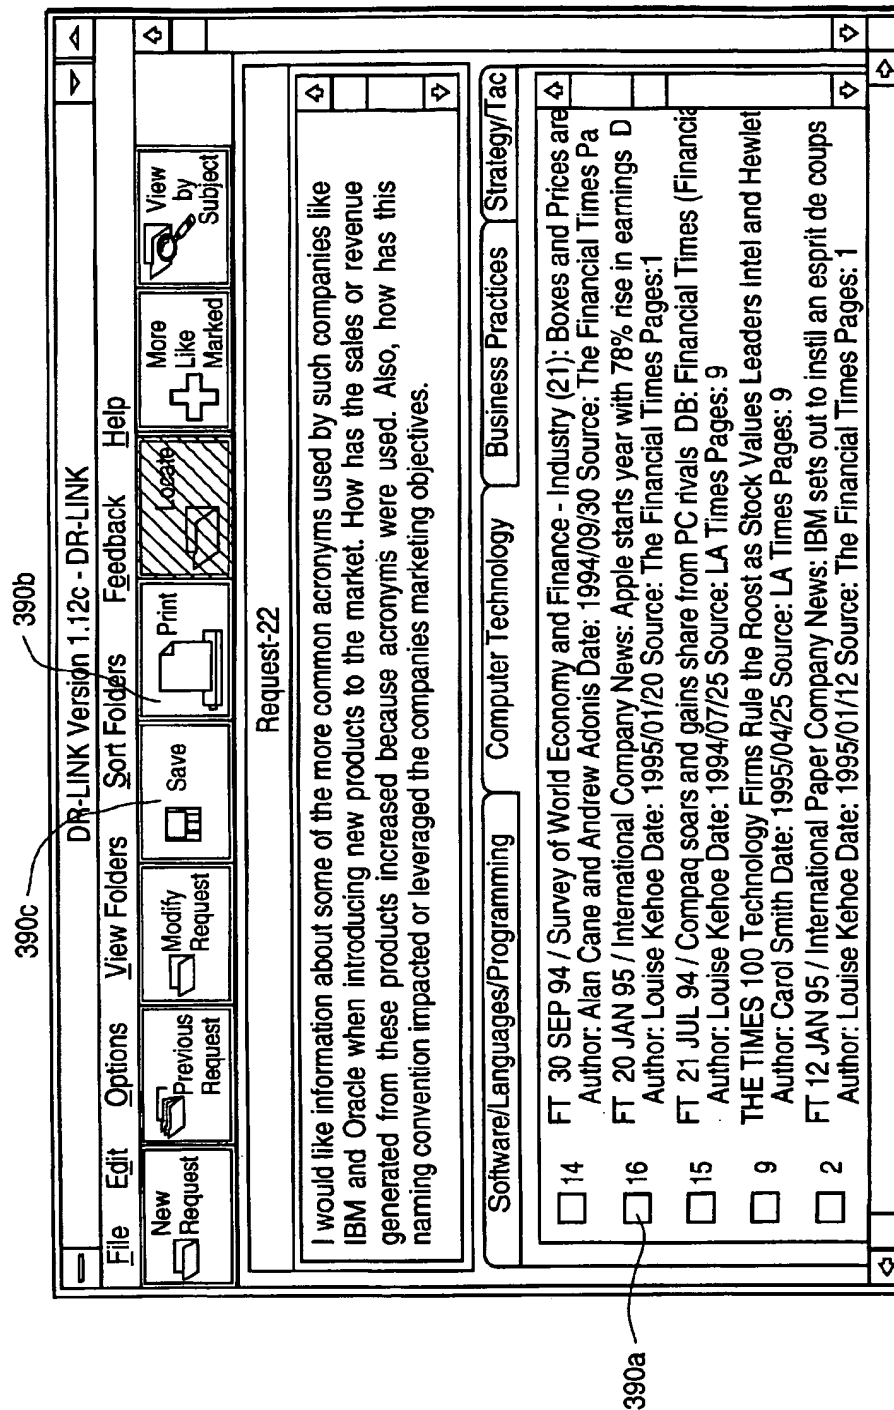 390c
390b
DR-LINK Version 1.12c - DR-LINK
File Edit Options View Folders Sort Folders Feedback Help
New Request
Previous Request
Modify Request
Save
Print
Locate
More Like Marked
View by Subject
Request-22
I would like information about some of the more common acronyms used by such companies like
IBM and Oracle when introducing new products to the market. How has the sales or revenue
generated from these products increased because acronyms were used. Also, how has this
naming convention impacted or leveraged the companies marketing objectives.
Software/Languages/Programming Computer Technology Business Practices Strategy/Tac
14 FT 30 SEP 94 / Survey of World Economy and Finance - Industry (21): Boxes and Prices are
Author: Alan Cane and Andrew Adonis Date: 1994/09/30 Source: The Financial Times Pa
16 FT 20 JAN 95 / International Company News: Apple starts year with 78% rise in earnings D
Author: Louise Kehoe Date: 1995/01/20 Source: The Financial Times Pages:1
15 FT 21 JUL 94 / Compaq soars and gains share from PC rivals DB: Financial Times (Financia
Author: Louise Kehoe Date: 1994/07/25 Source: LA Times Pages: 9
9 THE TIMES 100 Technology Firms Rule the Roost as Stock Values Leaders Intel and Hewlet
Author: Carol Smith Date: 1995/04/25 Source: LA Times Pages: 9
2 FT 12 JAN 95 / International Paper Company News: IBM sets out to instil an esprit de coups
Author: Louise Kehoe Date: 1995/01/12 Source: The Financial Times Pages: 1
390a